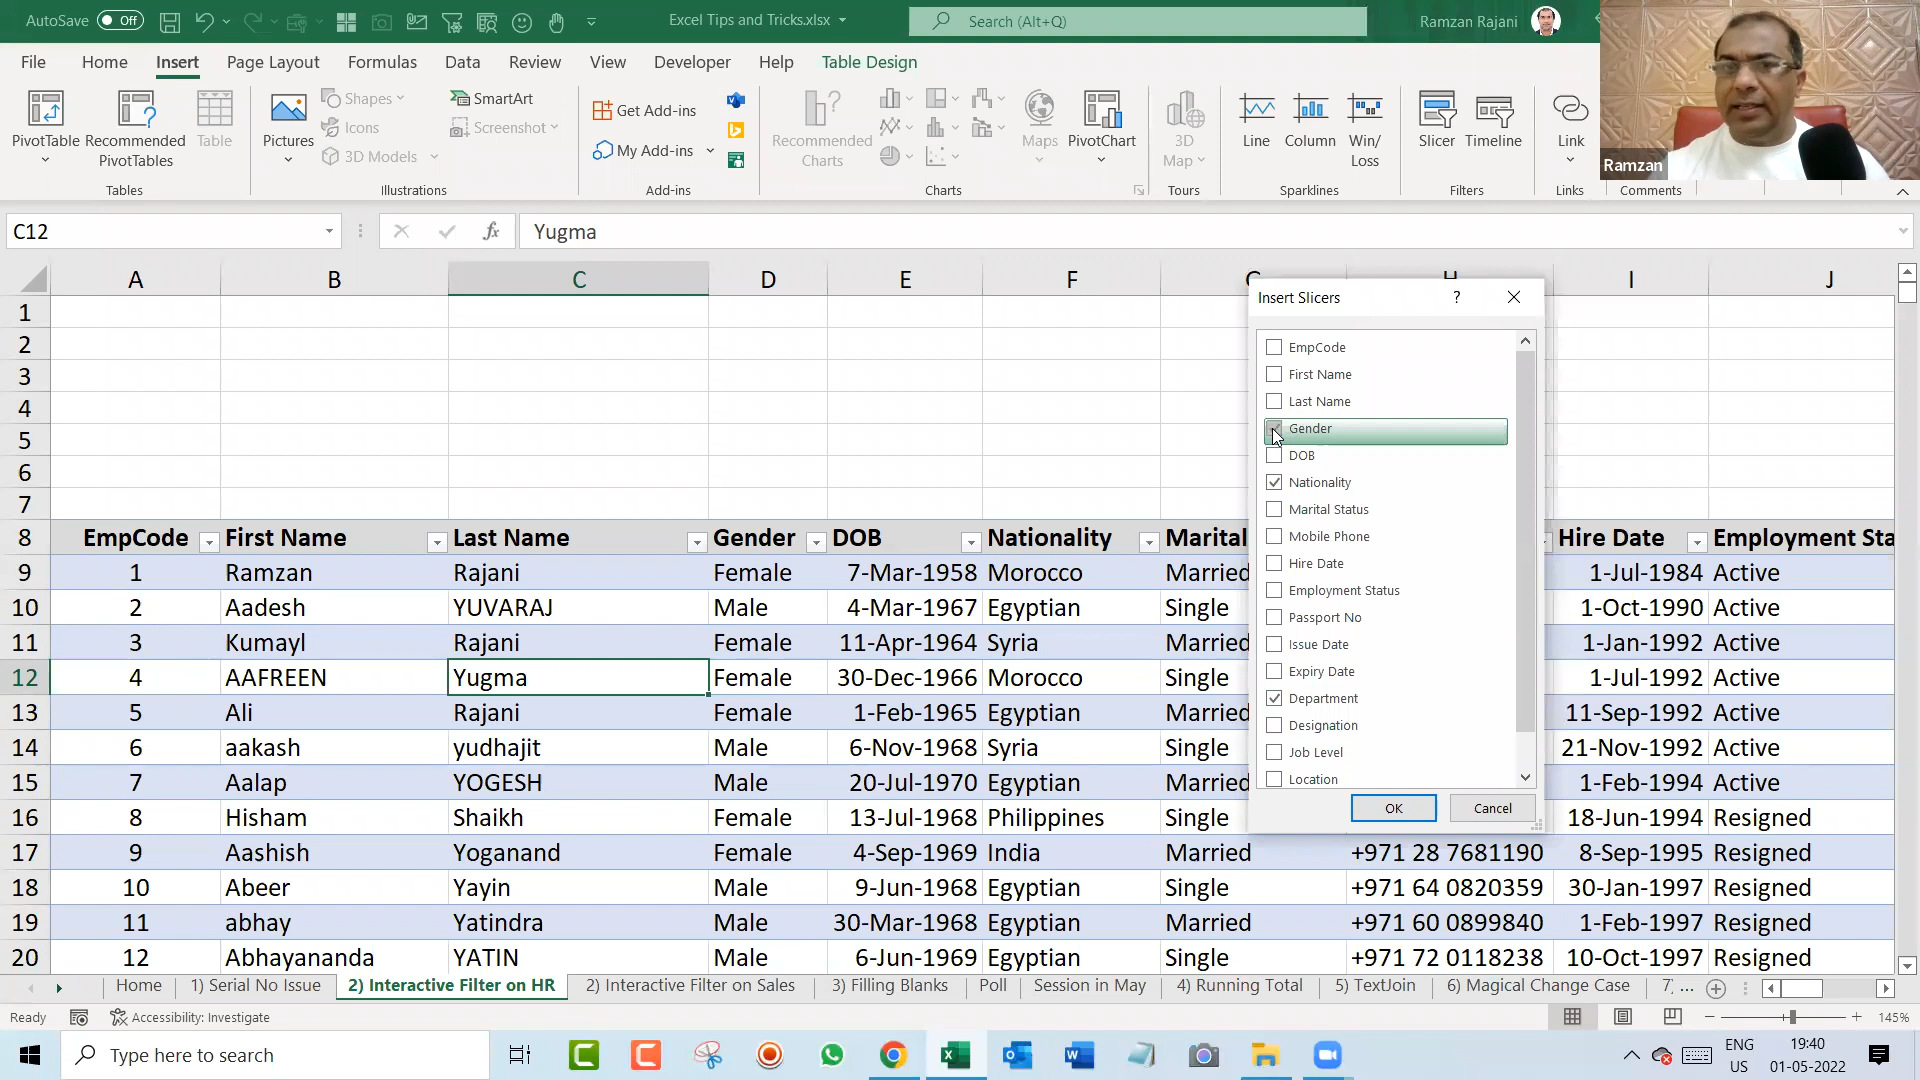 AutoSave Off Excel Tips and Tricks.xlsx Search (Alt+Q) Ramzan Rajani
File Home Insert Page Layout Formulas Data Review View Developer Help Table Design
PivotTable Recommended PivotTables Table Pictures Shapes Icons 3D Models SmartArt Screenshot Get Add-ins My Add-ins Recommended Charts Maps PivotChart 3D Map Line Column Win/Loss Slicer Timeline Link
Ramzan
Tables Illustrations Add-ins Charts Tours Sparklines Filters Links Comments
C12 fx Yugma
A B C D E F G H I J
1
2
3
4
5
6
7
8 EmpCode First Name Last Name Gender DOB Nationality Marital Hire Date Employment Sta
9 1 Ramzan Rajani Female 7-Mar-1958 Morocco Married 1-Jul-1984 Active
10 2 Aadesh YUVARAJ Male 4-Mar-1967 Egyptian Single 1-Oct-1990 Active
11 3 Kumayl Rajani Female 11-Apr-1964 Syria Married 1-Jan-1992 Active
12 4 AAFREEN Yugma Female 30-Dec-1966 Morocco Single 1-Jul-1992 Active
13 5 Ali Rajani Female 1-Feb-1965 Egyptian Married 11-Sep-1992 Active
14 6 aakash yudhajit Male 6-Nov-1968 Syria Single 21-Nov-1992 Active
15 7 Aalap YOGESH Male 20-Jul-1970 Egyptian Married 1-Feb-1994 Active
16 8 Hisham Shaikh Female 13-Jul-1968 Philippines Single 18-Jun-1994 Resigned
17 9 Aashish Yoganand Female 4-Sep-1969 India Married +971 28 7681190 8-Sep-1995 Resigned
18 10 Abeer Yayin Male 9-Jun-1968 Egyptian Single +971 64 0820359 30-Jan-1997 Resigned
19 11 abhay Yatindra Male 30-Mar-1968 Egyptian Married +971 60 0899840 1-Feb-1997 Resigned
20 12 Abhayananda YATIN Male 6-Jun-1969 Egyptian Single +971 72 0118238 10-Oct-1997 Resigned
Insert Slicers ?
EmpCode
First Name
Last Name
Gender
DOB
Nationality
Marital Status
Mobile Phone
Hire Date
Employment Status
Passport No
Issue Date
Expiry Date
Department
Designation
Job Level
Location
OK Cancel
Home 1) Serial No Issue 2) Interactive Filter on HR 2) Interactive Filter on Sales 3) Filling Blanks Poll Session in May 4) Running Total 5) TextJoin 6) Magical Change Case 7) ...
Ready Accessibility: Investigate 145%
Type here to search ENG 19:40
US 01-05-2022